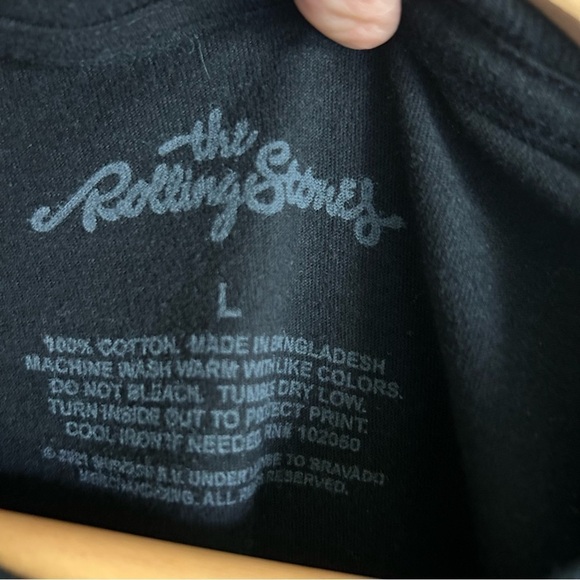 the
Rolling Stones
L
100% COTTON. MADE IN BANGLADESH
MACHINE WASH WARM WITH LIKE COLORS.
DO NOT BLEACH. TUMBLE DRY LOW.
TURN INSIDE OUT TO PROTECT PRINT.
COOL IRON IF NEEDED RN# 102050
© MUSIDOR B.V. UNDER LICENSE TO BRAVADO
MERCHANDISING. ALL RIGHTS RESERVED.